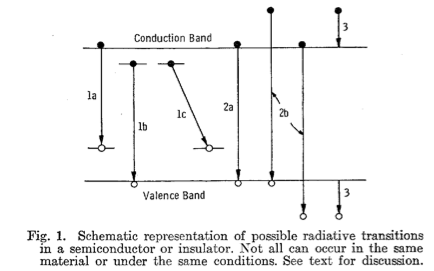 Conduction Band
3
1a
1b
1c
2a
2b
3
Valence Band
Fig. 1. Schematic representation of possible radiative transitions
in a semiconductor or insulator. Not all can occur in the same
material or under the same conditions. See text for discussion.